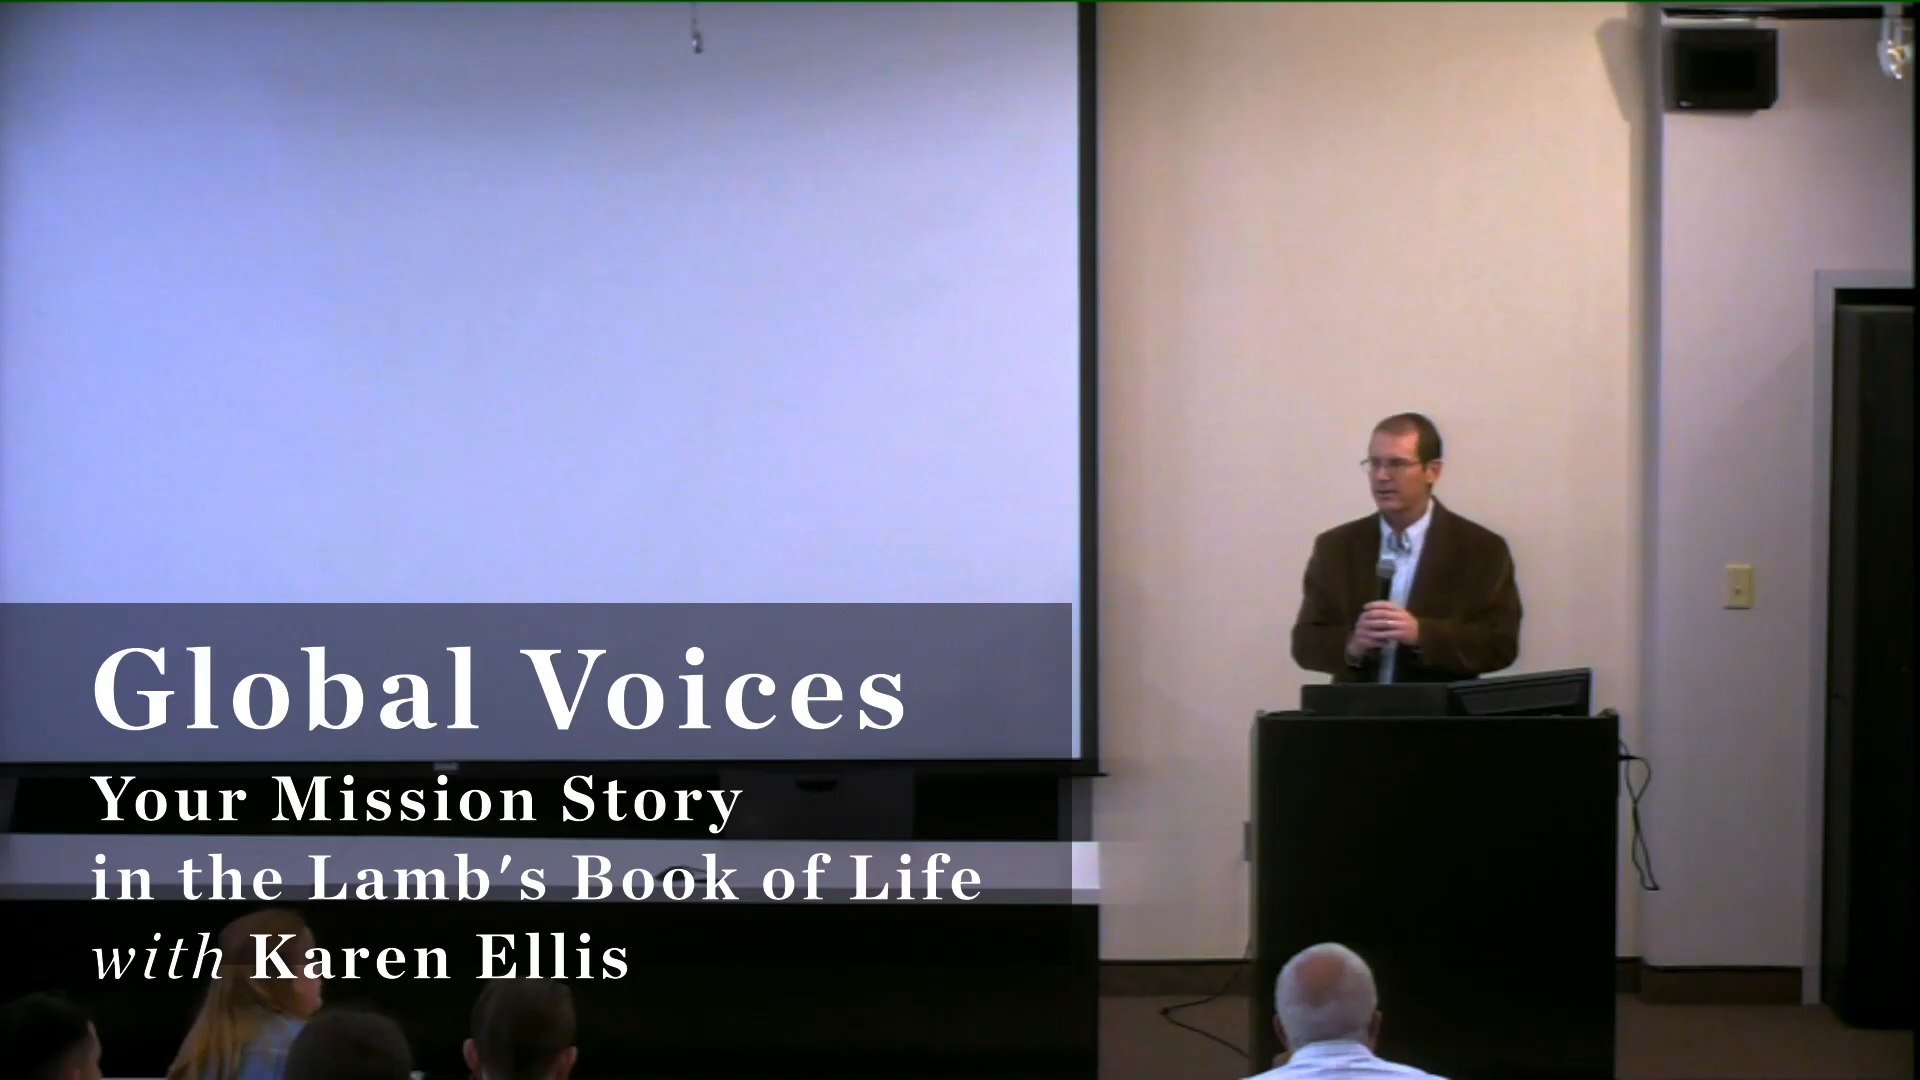 Global Voices
Your Mission Story
in the Lamb's Book of Life
with Karen Ellis